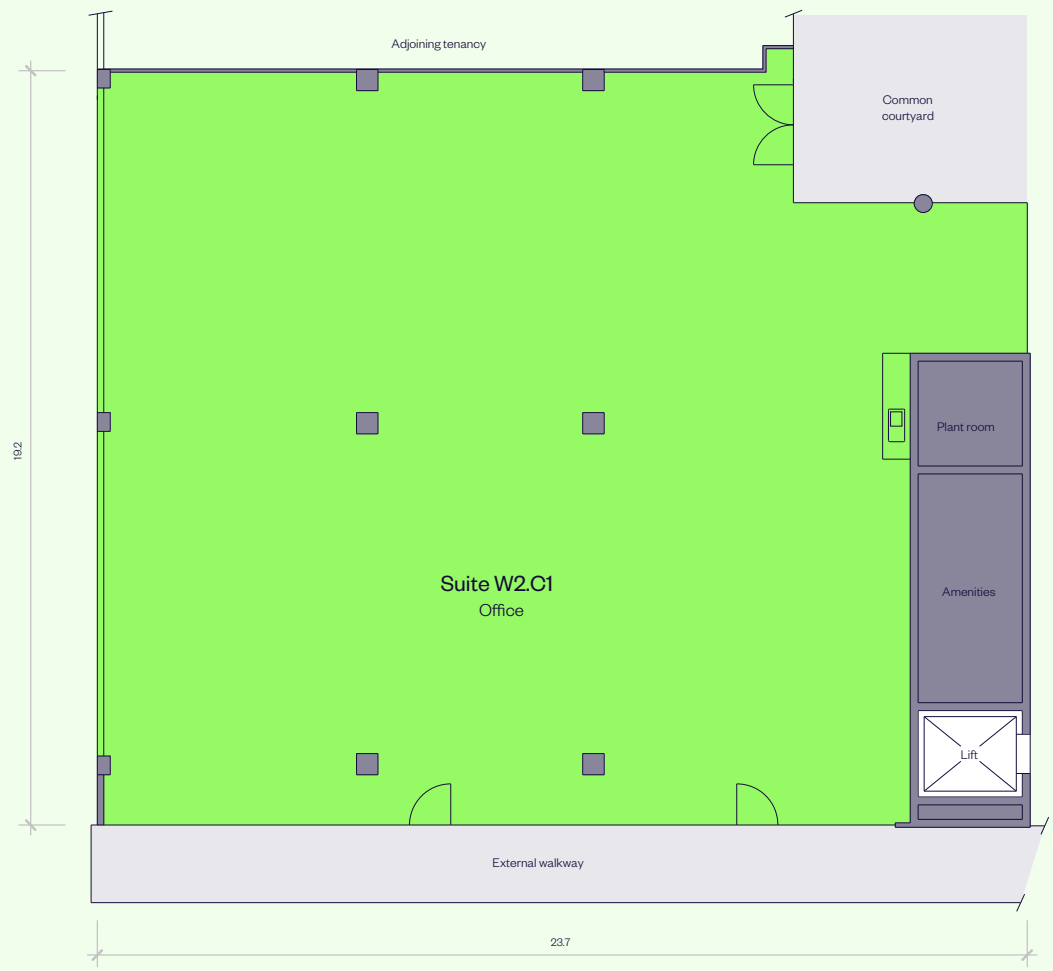 Adjoining tenancy
Common
courtyard
19.2
Plant room
Suite W2.C1
Office
Amenities
Lift
External walkway
23.7